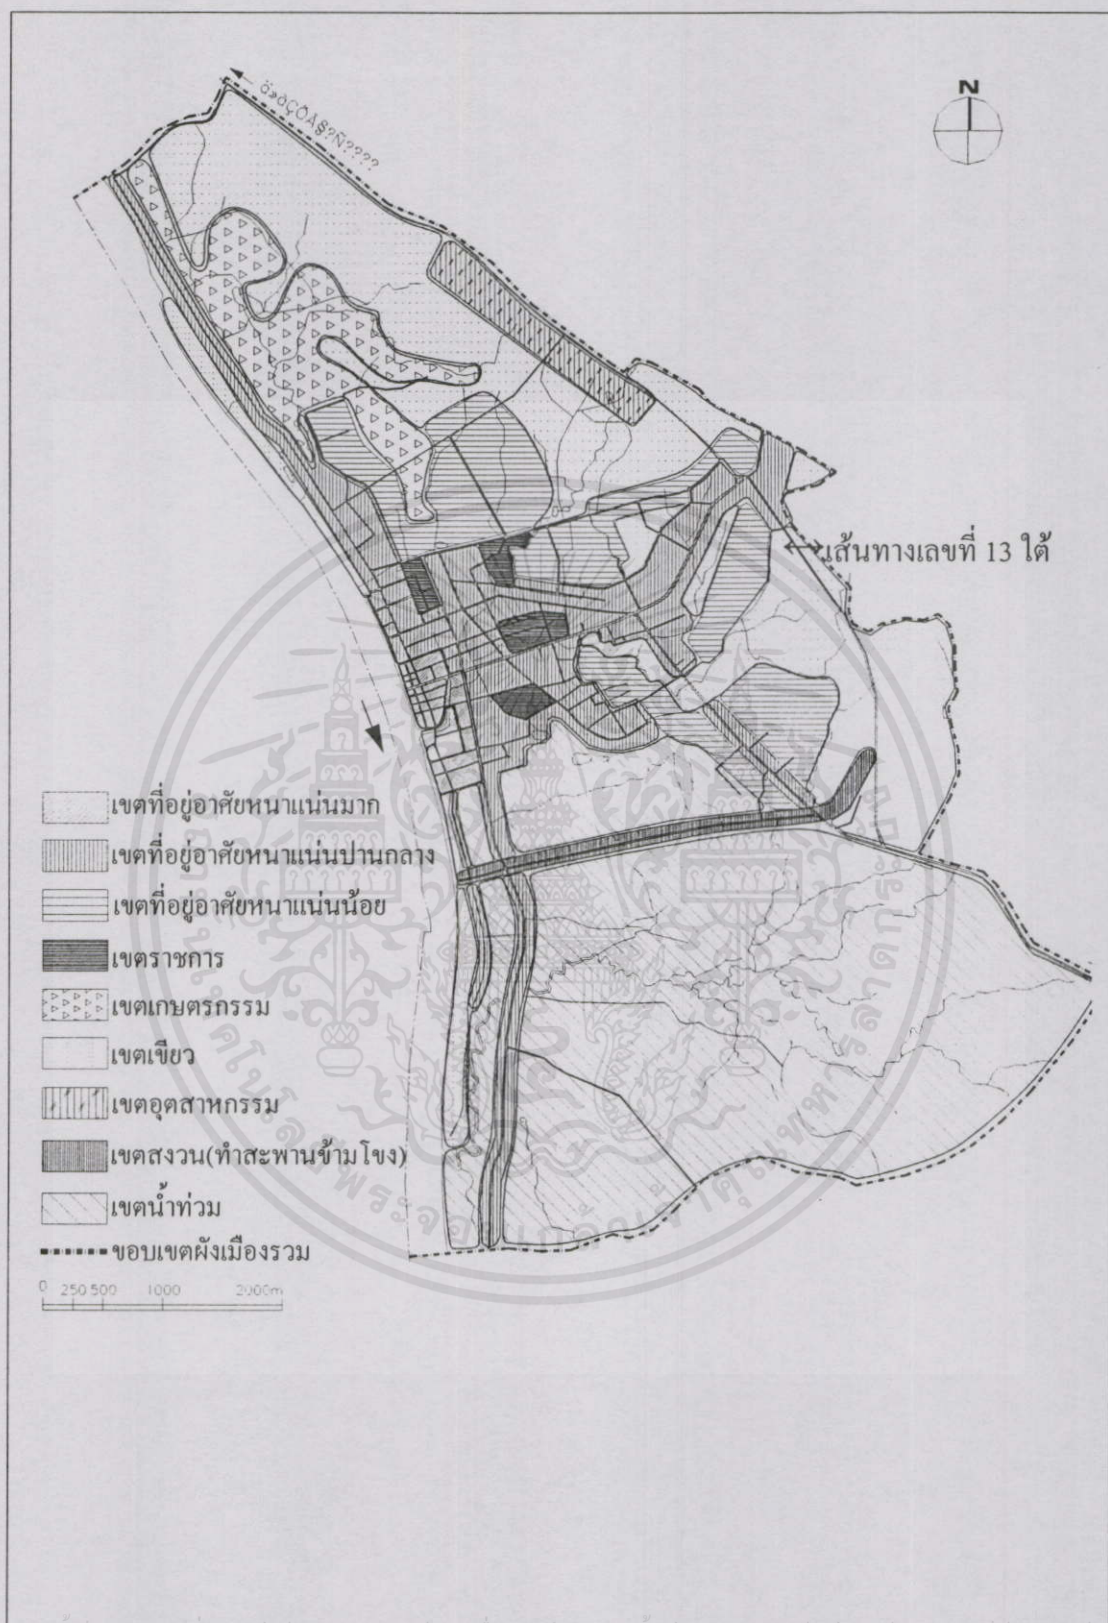 N
เส้นทางเลขที่ 13 ใต้
เขตที่อยู่อาศัยหนาแน่นมาก
เขตที่อยู่อาศัยหนาแน่นปานกลาง
เขตที่อยู่อาศัยหนาแน่นน้อย
เขตราชการ
เขตเกษตรกรรม
เขตเขียว
เขตอุตสาหกรรม
เขตสงวน(ทำสะพานข้ามโขง)
เขตน้ำท่วม
ขอบเขตผังเมืองรวม
0 250 500 1000 2000m